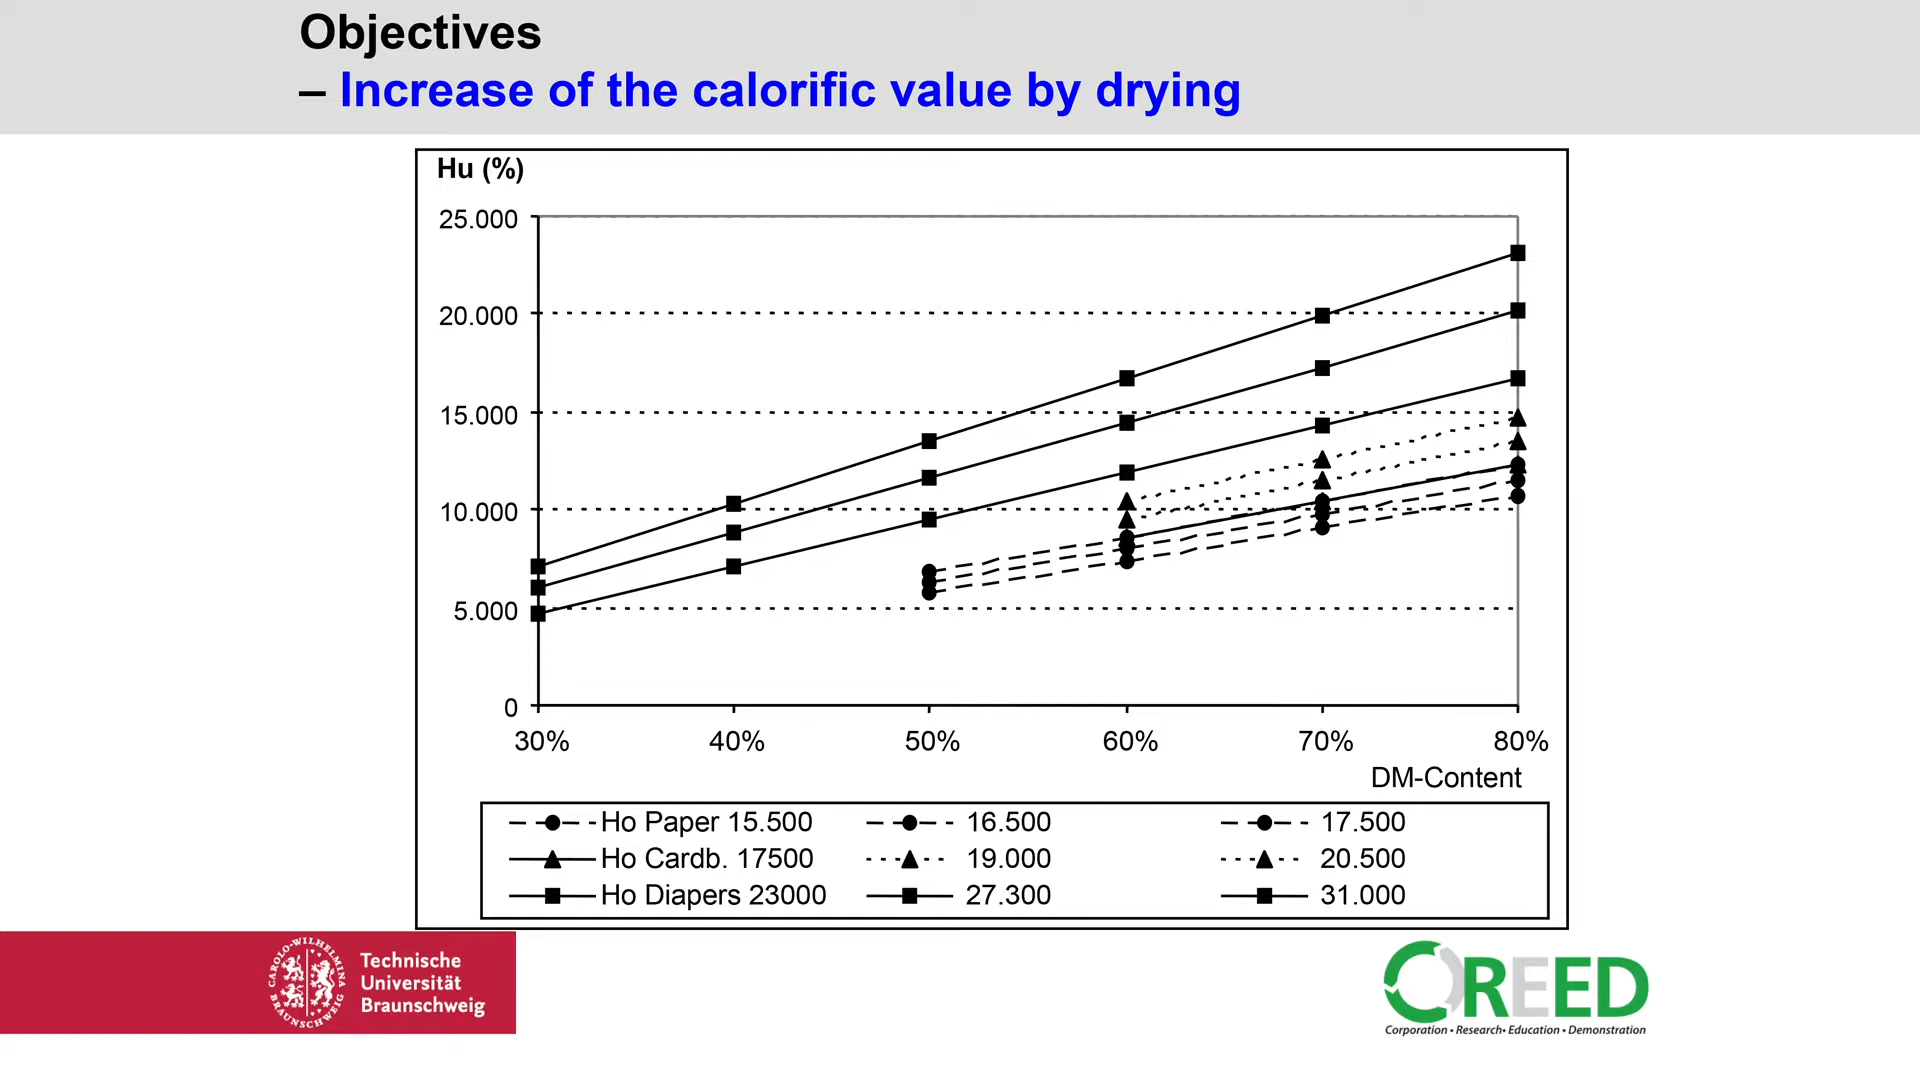 Objectives
– Increase of the calorific value by drying
Hu (%)
25.000
20.000
15.000
10.000
5.000
0
30% 40% 50% 60% 70% 80%
DM-Content
Ho Paper 15.500 16.500 17.500
Ho Cardb. 17500 19.000 20.500
Ho Diapers 23000 27.300 31.000
CAROLO-WILHELMINA
BRAUNSCHWEIG
Technische
Universität
Braunschweig
CREED
Corporation • Research• Education • Demonstration